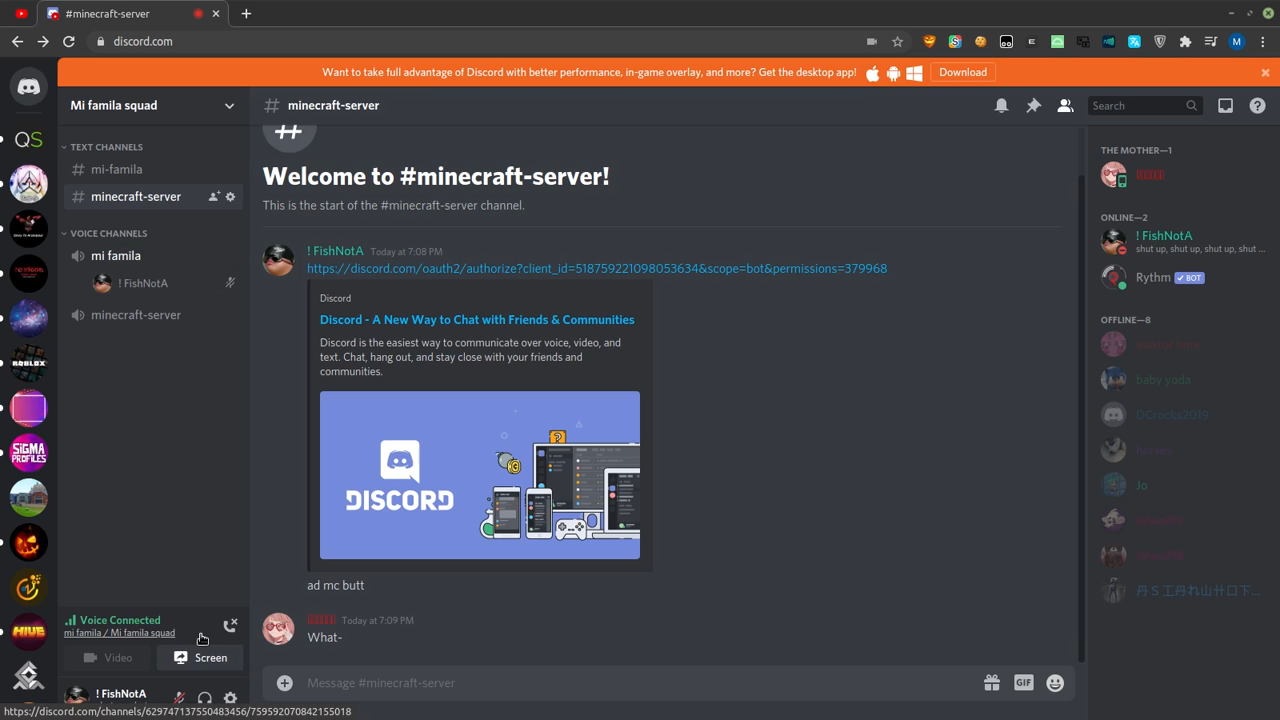 #minecraft-server
discord.com
Want to take full advantage of Discord with better performance, in-game overlay, and more? Get the desktop app!
Download
Mi famila squad
minecraft-server
Search
TEXT CHANNELS
mi-famila
minecraft-server
VOICE CHANNELS
mi famila
! FishNotA
minecraft-server
QS
ROBLOX
SIGMA
PROFILES
HIVE
Welcome to #minecraft-server!
This is the start of the #minecraft-server channel.
! FishNotA Today at 7:08 PM
https://discord.com/oauth2/authorize?client_id=518759221098053634&scope=bot&permissions=379968
Discord
Discord - A New Way to Chat with Friends & Communities
Discord is the easiest way to communicate over voice, video, and
text. Chat, hang out, and stay close with your friends and
communities.
DISCORD
ad mc butt
Today at 7:09 PM
What-
Message #minecraft-server
GIF
THE MOTHER—1
ONLINE—2
! FishNotA
shut up, shut up, shut up, shut ...
Rythm BOT
OFFLINE—8
baby yoda
DCrocks2019
Jo
Voice Connected
mi famila / Mi famila squad
Video
Screen
! FishNotA
https://discord.com/channels/629747137550483456/759592070842155018